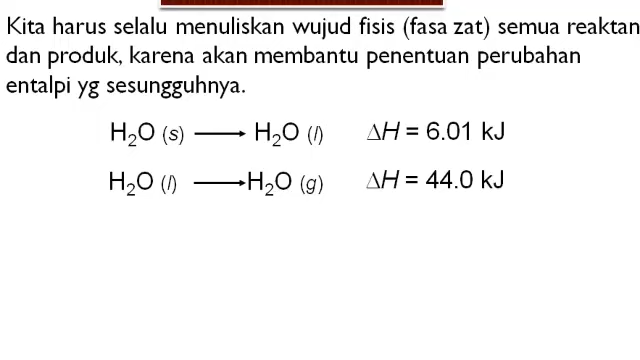 Kita harus selalu menuliskan wujud fisis (fasa zat) semua reaktan
dan produk, karena akan membantu penentuan perubahan
entalpi yg sesungguhnya.
H₂O (s) ⟶ H₂O (l) ΔH = 6.01 kJ
H₂O (l) ⟶ H₂O (g) ΔH = 44.0 kJ